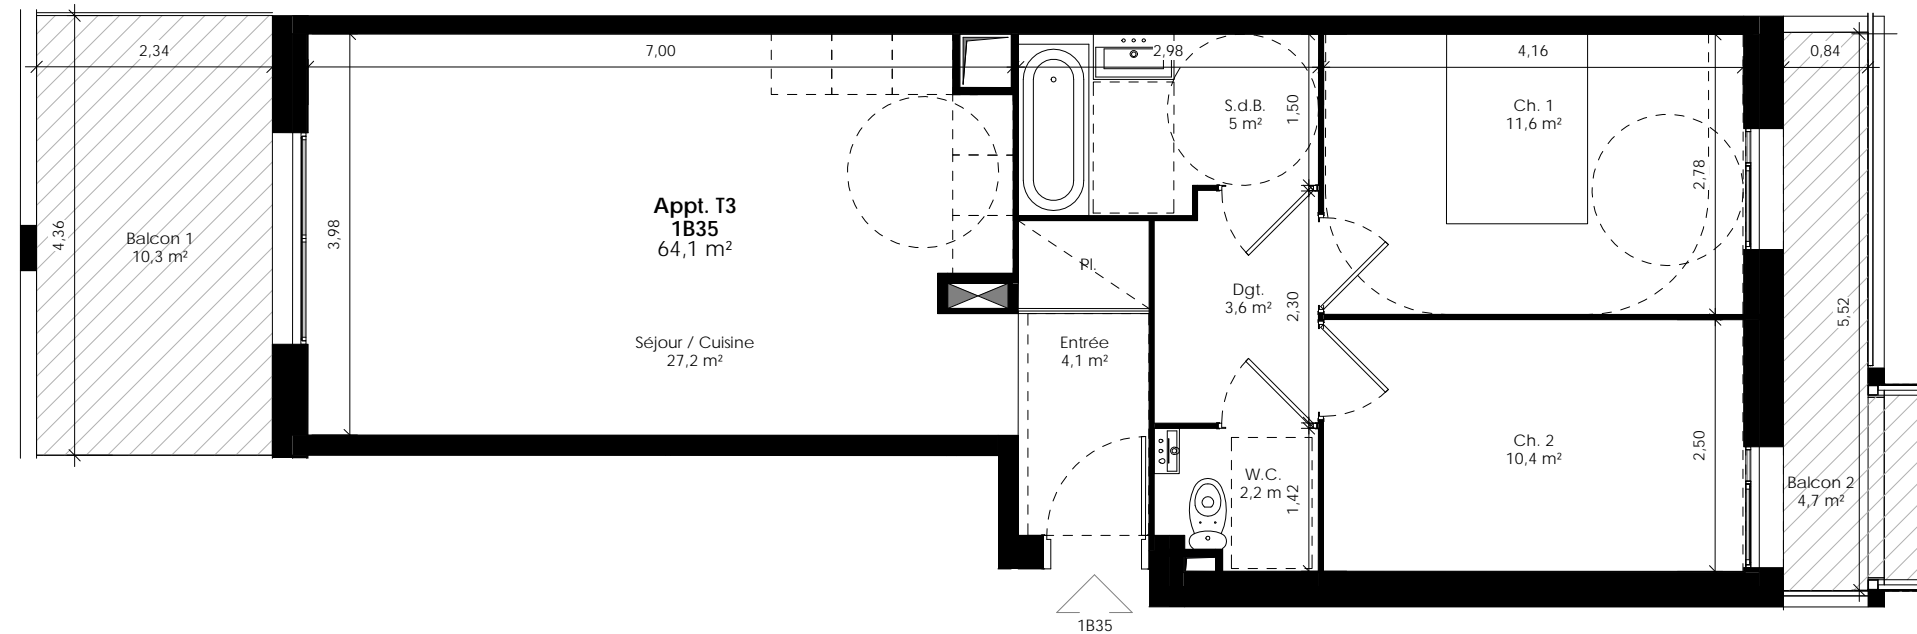 2,34
7,00
2,98
4,16
0,84
4,36
Balcon 1
10,3 m²
3,98
Appt. T3
1B35
64,1 m²
Séjour / Cuisine
27,2 m²
S.d.B.
5 m²
1,50
Ch. 1
11,6 m²
2,78
Pl.
Dgt.
3,6 m²
2,30
Entrée
4,1 m²
5,52
Ch. 2
10,4 m²
2,50
W.C.
2,2 m
1,42
Balcon 2
4,7 m²
1B35